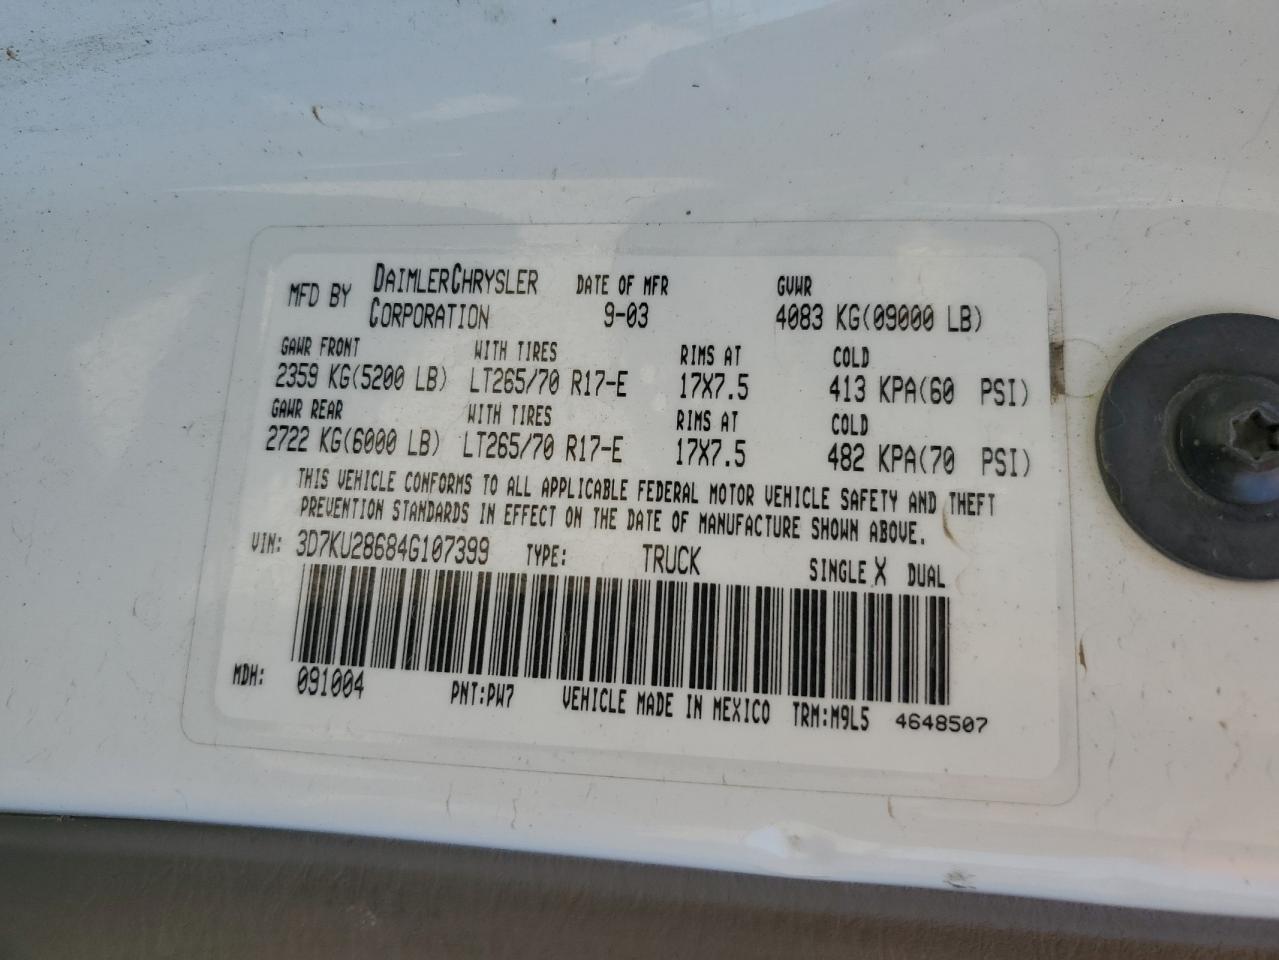 MFD BY DAIMLERCHRYSLER CORPORATION DATE OF MFR 9-03 GVWR 4083 KG(09000 LB)
GAWR FRONT WITH TIRES RIMS AT COLD
2359 KG(5200 LB) LT265/70 R17-E 17X7.5 413 KPA(60 PSI)
GAWR REAR WITH TIRES RIMS AT COLD
2722 KG(6000 LB) LT265/70 R17-E 17X7.5 482 KPA(70 PSI)
THIS VEHICLE CONFORMS TO ALL APPLICABLE FEDERAL MOTOR VEHICLE SAFETY AND THEFT
PREVENTION STANDARDS IN EFFECT ON THE DATE OF MANUFACTURE SHOWN ABOVE.
VIN: 3D7KU28684G107399 TYPE: TRUCK SINGLE X DUAL
MDH: 091004 PNT:PW7 VEHICLE MADE IN MEXICO TRM:M9L5 4648507